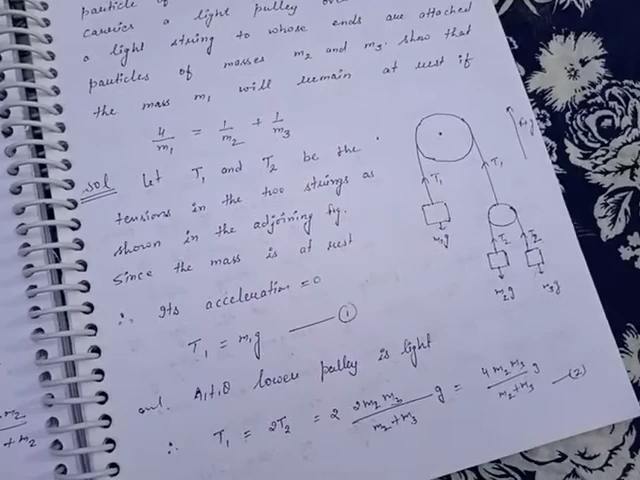 particle of
carries a light pulley over
a light string to whose ends are attached
particles of masses m₂ and m₃. Show that
the mass m₁ will remain at rest if
4/m₁ = 1/m₂ + 1/m₃
Sol Let T₁ and T₂ be the
tensions in the two strings as
shown in the adjoining fig.
Since the mass is at rest
∴ Its acceleration = 0
T₁ = m₁g —— ①
and lower pulley is light
∴ T₁ = 2T₂ = 2 2m₂m₃/m₂+m₃ g = 4m₂m₃/m₂+m₃ g —(2)
T₁
T₁
m₁g
T₂
T₂
m₂g
m₃g
+ m₂